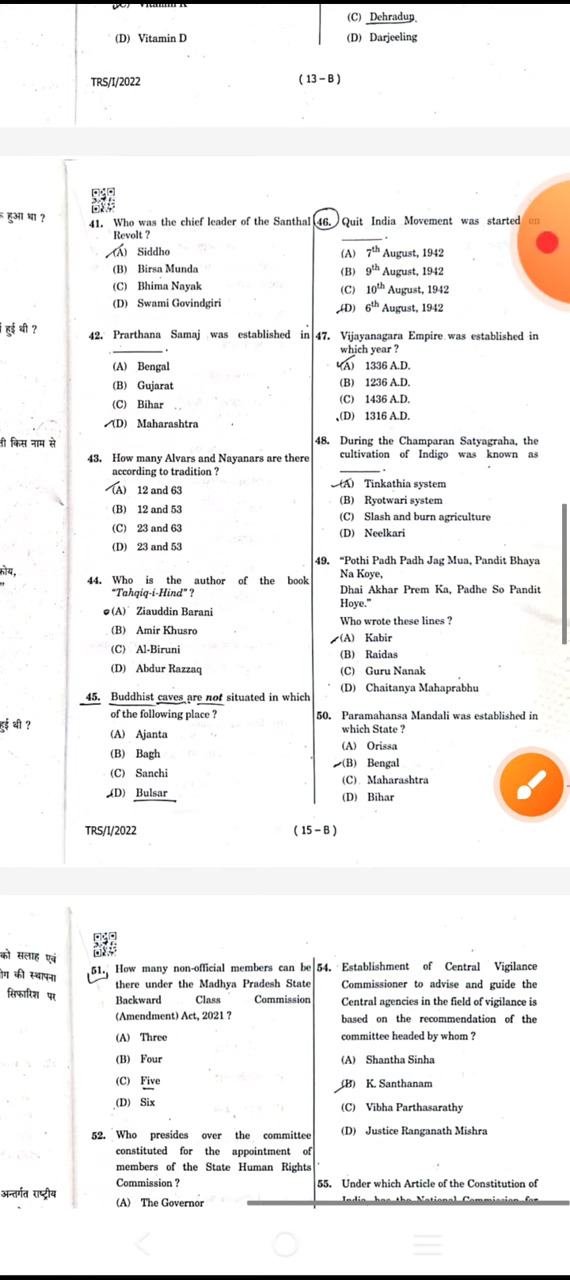 (D) Vitamin D
(C) Dehradup
(D) Darjeeling
TRS/I/2022
( 13 – B )
हुआ था ?
हुई थी ?
किस नाम से
”
हुई थी ?
41. Who was the chief leader of the Santhal
Revolt ?
(A) Siddho
(B) Birsa Munda
(C) Bhima Nayak
(D) Swami Govindgiri
42. Prarthana Samaj was established in
________ .
(A) Bengal
(B) Gujarat
(C) Bihar
(D) Maharashtra
43. How many Alvars and Nayanars are there
according to tradition ?
(A) 12 and 63
(B) 12 and 53
(C) 23 and 63
(D) 23 and 53
44. Who is the author of the book
“Tahqiq-i-Hind” ?
(A) Ziauddin Barani
(B) Amir Khusro
(C) Al-Biruni
(D) Abdur Razzaq
45. Buddhist caves are not situated in which
of the following place ?
(A) Ajanta
(B) Bagh
(C) Sanchi
(D) Bulsar
46. Quit India Movement was started on
________ .
(A) 7th August, 1942
(B) 9th August, 1942
(C) 10th August, 1942
(D) 6th August, 1942
47. Vijayanagara Empire was established in
which year ?
(A) 1336 A.D.
(B) 1236 A.D.
(C) 1436 A.D.
(D) 1316 A.D.
48. During the Champaran Satyagraha, the
cultivation of Indigo was known as
________ .
(A) Tinkathia system
(B) Ryotwari system
(C) Slash and burn agriculture
(D) Neelkari
49. “Pothi Padh Padh Jag Mua, Pandit Bhaya
Na Koye,
Dhai Akhar Prem Ka, Padhe So Pandit
Hoye.”
Who wrote these lines ?
(A) Kabir
(B) Raidas
(C) Guru Nanak
(D) Chaitanya Mahaprabhu
50. Paramahansa Mandali was established in
which State ?
(A) Orissa
(B) Bengal
(C) Maharashtra
(D) Bihar
TRS/I/2022
( 15 – B )
को सलाह एवं
की स्थापना
सिफारिश पर
अन्तर्गत राष्ट्रीय
51. How many non-official members can be
there under the Madhya Pradesh State
Backward Class Commission
(Amendment) Act, 2021 ?
(A) Three
(B) Four
(C) Five
(D) Six
52. Who presides over the committee
constituted for the appointment of
members of the State Human Rights
Commission ?
(A) The Governor
54. Establishment of Central Vigilance
Commissioner to advise and guide the
Central agencies in the field of vigilance is
based on the recommendation of the
committee headed by whom ?
(A) Shantha Sinha
(B) K. Santhanam
(C) Vibha Parthasarathy
(D) Justice Ranganath Mishra
55. Under which Article of the Constitution of
India has the National Commission for